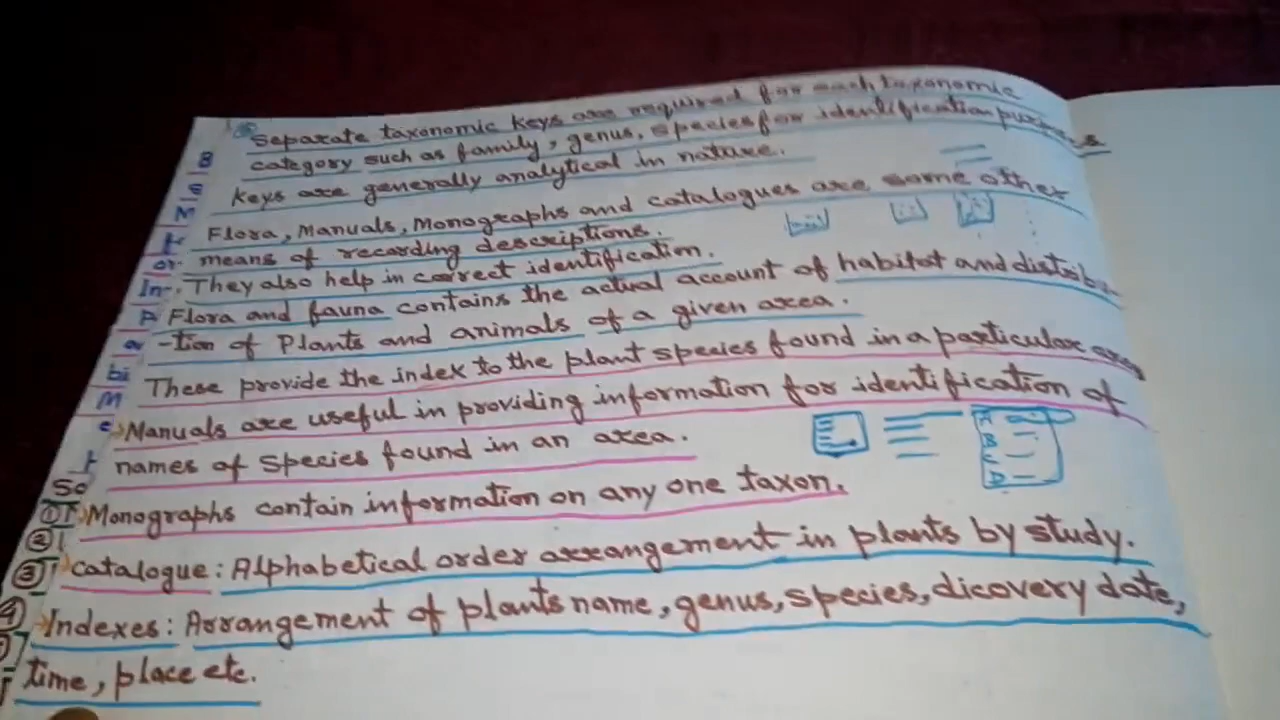 Separate taxonomic keys are required for each taxonomic
category such as family, genus, species for identification purposes
Keys are generally analytical in nature.
Flora, Manuals, Monographs and catalogues are some other
means of recording descriptions.
They also help in correct identification.
Flora and fauna contains the actual account of habitat and distribu
-tion of Plants and animals of a given area.
These provide the index to the plant species found in a particular area
Manuals are useful in providing information for identification of
names of species found in an area.
Monographs contain information on any one taxon.
catalogue: Alphabetical order arrangement in plants by study.
Indexes: Arrangement of plants name, genus, species, dicovery date,
time, place etc.